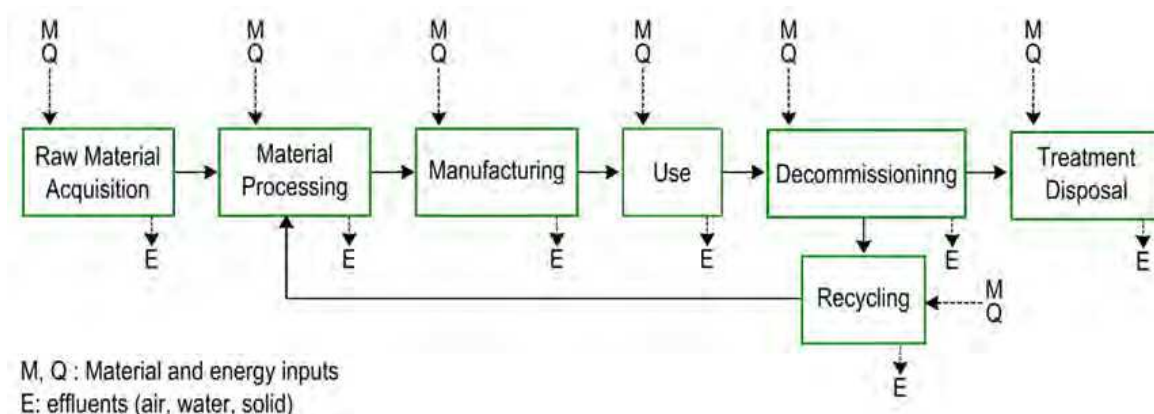 M
Q
M
Q
M
Q
M
Q
M
Q
M
Q
Raw Material
Acquisition
Material
Processing
Manufacturing
Use
Decommissioninng
Treatment
Disposal
E
E
E
E
E
E
Recycling
M
Q
E
M, Q : Material and energy inputs
E: effluents (air, water, solid)